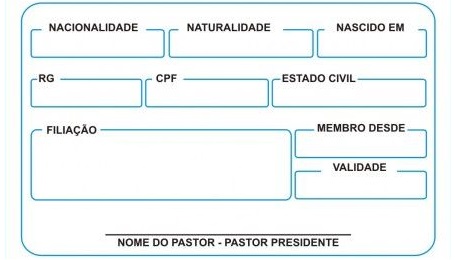 NACIONALIDADE NATURALIDADE NASCIDO EM
RG CPF ESTADO CIVIL
FILIAÇÃO MEMBRO DESDE
VALIDADE
NOME DO PASTOR - PASTOR PRESIDENTE